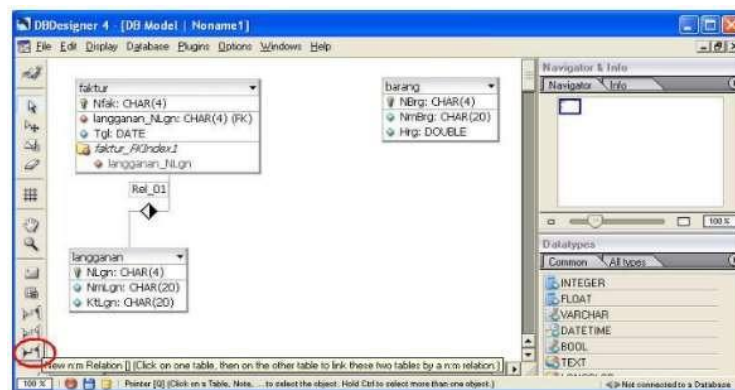 DBDesigner 4 - [DB Model | Noname1]
File Edit Display Database Plugins Options Windows Help
Navigator & Info
Navigator Info
faktur
Nfak: CHAR(4)
langganan_NLgn: CHAR(4) (FK)
Tgl: DATE
faktur_FKIndex1
langganan_NLgn
barang
NBrg: CHAR(4)
NmBrg: CHAR(20)
Hrg: DOUBLE
Rel_01
100 %
langganan
NLgn: CHAR(4)
NmLgn: CHAR(20)
KtLgn: CHAR(20)
Datatypes
Common All types
INTEGER
FLOAT
VARCHAR
DATETIME
BOOL
TEXT
New n:m Relation [] (Click on one table, then on the other table to link these two tables by a n:m relation.)
100 % Pointer [Q] (Click on a Table, Note, ... to select the object. Hold Ctrl to select more than one object.) Not connected to a Database